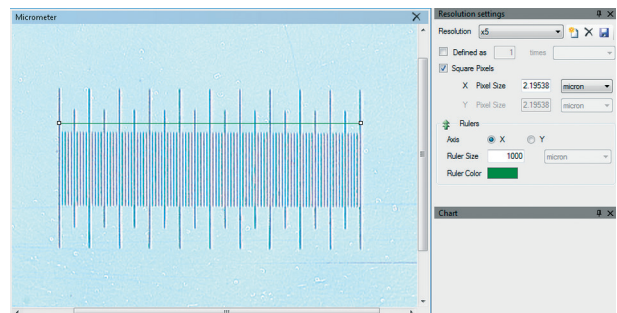 Micrometer
Resolution settings
Resolution x5
Defined as 1 times
Square Pixels
X Pixel Size 2.19538 micron
Y Pixel Size 2.19538 micron
Rulers
Axis X Y
Ruler Size 1000 micron
Ruler Color
Chart